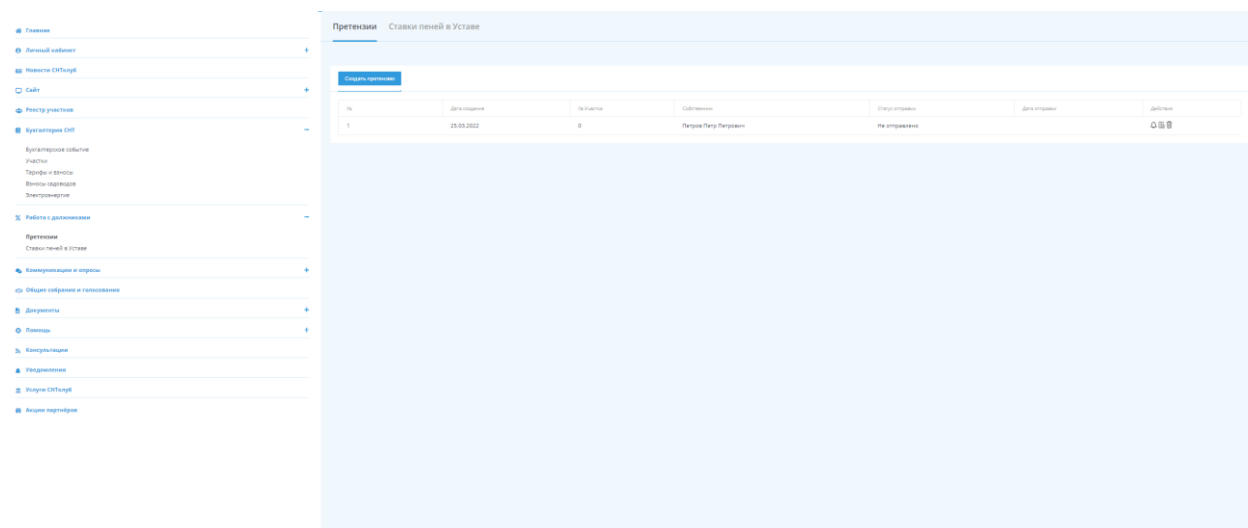 Главная
Личный кабинет +
Новости СНТклуб
Сайт +
Реестр участков
Бухгалтерия СНТ −
Бухгалтерское событие
Участки
Тарифы и взносы
Взносы садоводов
Электроэнергия
Работа с должниками −
Претензии
Ставки пеней в Уставе
Коммуникации и опросы +
Общие собрания и голосования
Документы +
Помощь +
Консультации
Уведомления
Услуги СНТклуб
Акции партнёров
Претензии Ставки пеней в Уставе
Создать претензию
№ Дата создания № Участка Собственник Статус отправки Дата отправки Действия
1 25.03.2022 0 Петров Петр Петрович Не отправлено